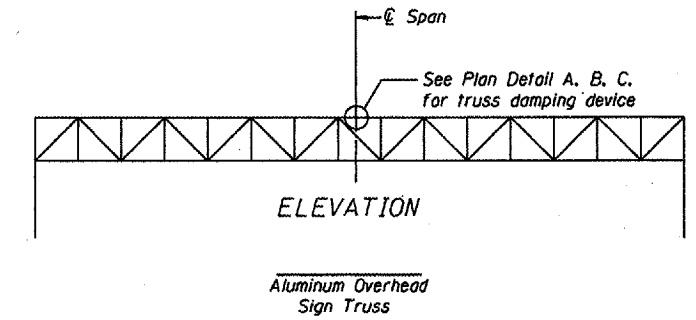 ℄ Span
See Plan Detail A. B. C.
for truss damping device
ELEVATION
Aluminum Overhead
Sign Truss